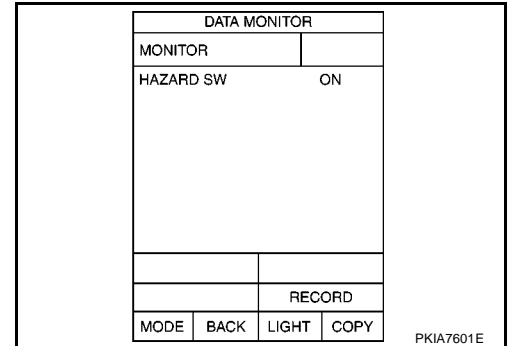 DATA MONITOR
MONITOR
HAZARD SW ON
RECORD
MODE BACK LIGHT COPY
PKIA7601E